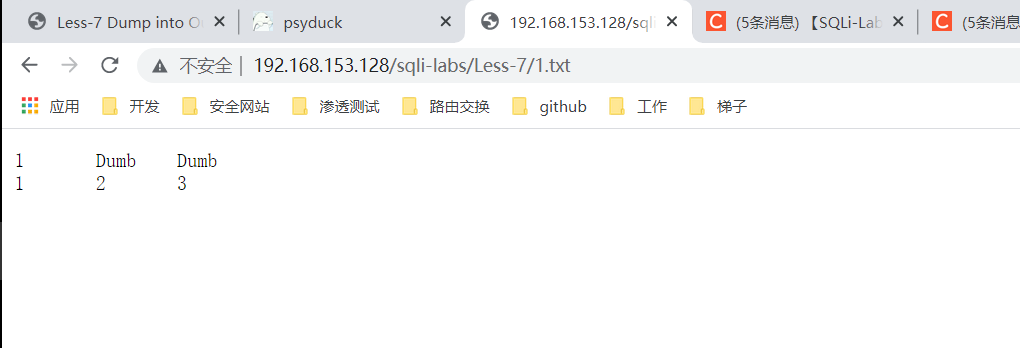 Less-7 Dump into O
psyduck
192.168.153.128/sqli
(5条消息) 【SQLi-Lab
(5条消息
不安全 | 192.168.153.128/sqli-labs/Less-7/1.txt
应用 开发 安全网站 渗透测试 路由交换 github 工作 梯子
1 Dumb Dumb
1 2 3